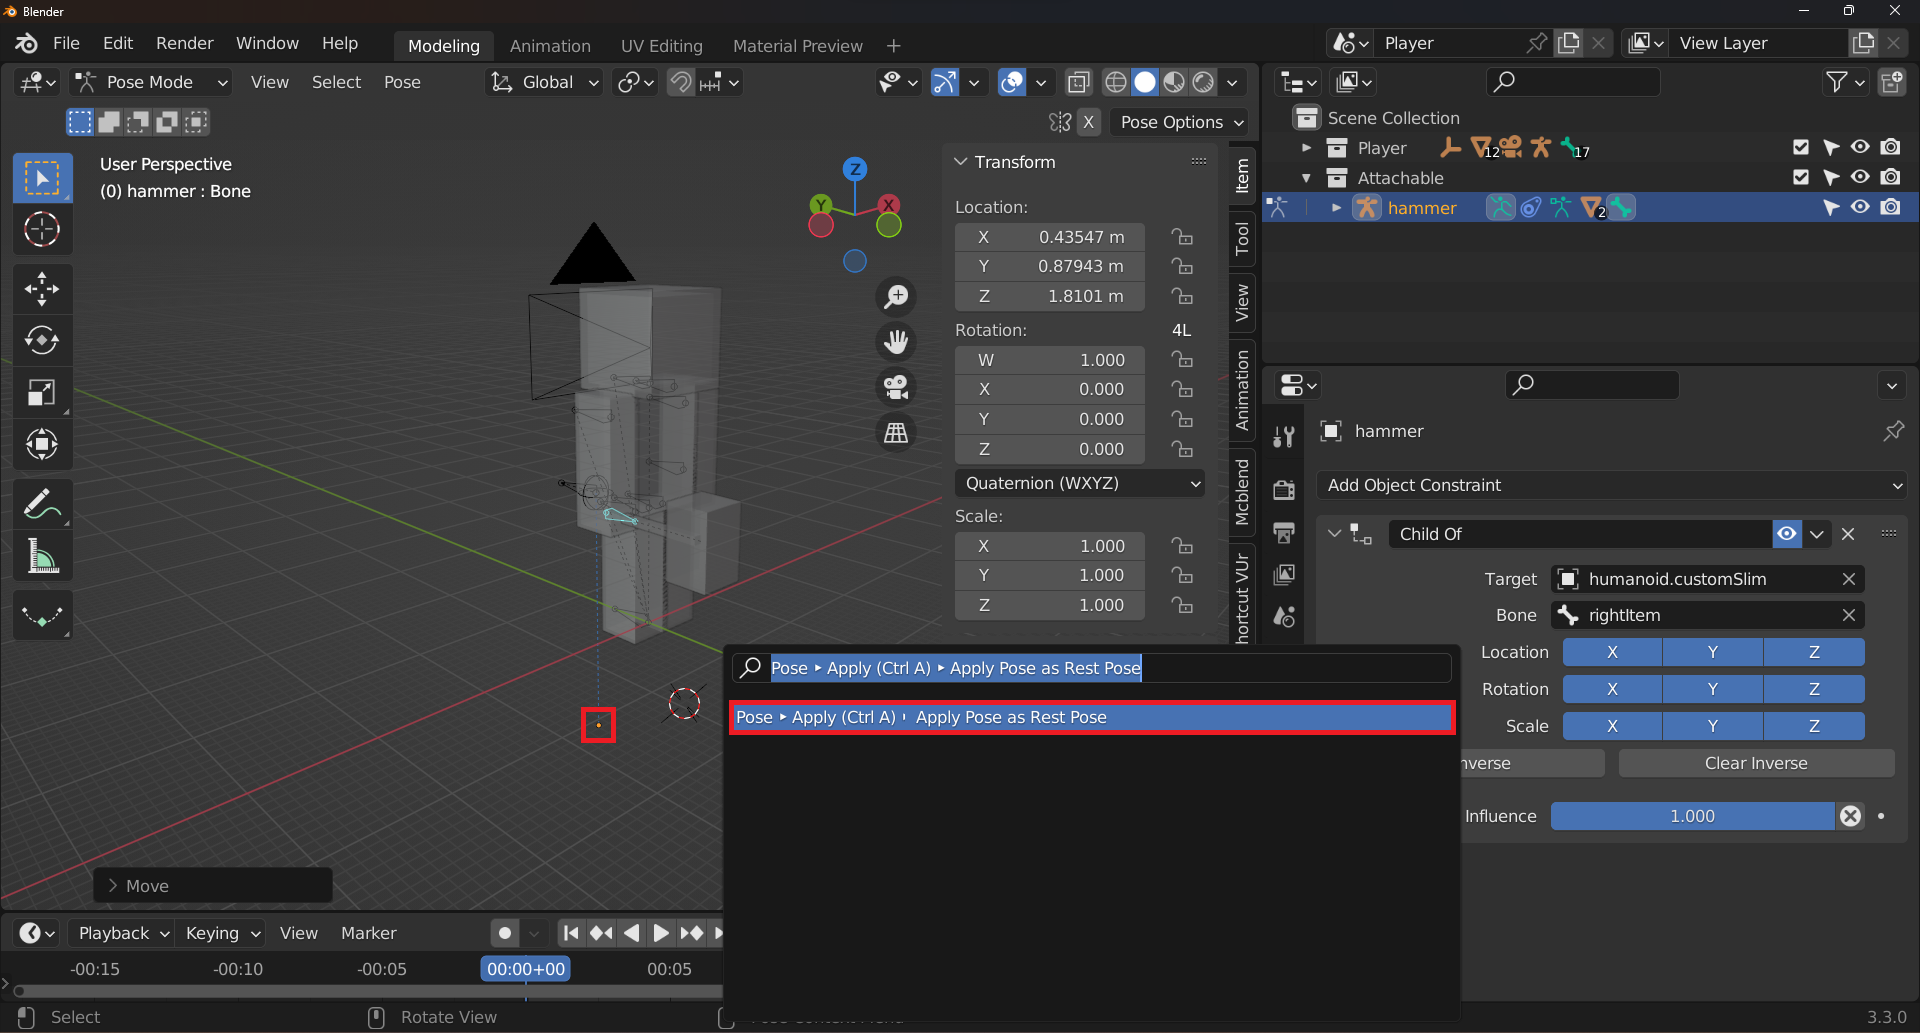 Blender
File Edit Render Window Help
Modeling Animation UV Editing Material Preview +
Player
View Layer
Pose Mode View Select Pose
Global
X Pose Options
User Perspective
(0) hammer : Bone
Z
Y
X
Transform
Location:
X 0.43547 m
Y 0.87943 m
Z 1.8101 m
Rotation: 4L
W 1.000
X 0.000
Y 0.000
Z 0.000
Quaternion (WXYZ)
Scale:
X 1.000
Y 1.000
Z 1.000
Item
Tool
View
Animation
Mcblend
hortcut VUr
Scene Collection
Player 12 17
Attachable
hammer 2
hammer
Add Object Constraint
Child Of
Target humanoid.customSlim
Bone rightItem
Location X Y Z
Rotation X Y Z
Scale X Y Z
nverse Clear Inverse
Influence 1.000
Pose ▸ Apply (Ctrl A) ▸ Apply Pose as Rest Pose
Pose ▸ Apply (Ctrl A) ▸ Apply Pose as Rest Pose
Move
Playback Keying View Marker
-00:15 -00:10 -00:05 00:00+00 00:05
Select Rotate View
3.3.0